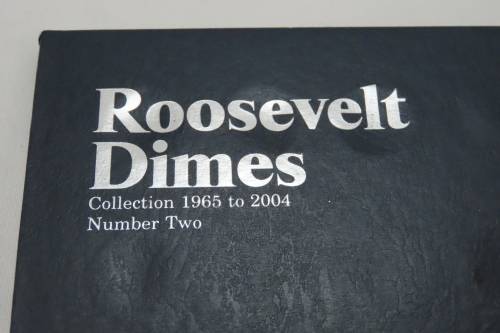 Roosevelt
Dimes
Collection 1965 to 2004
Number Two